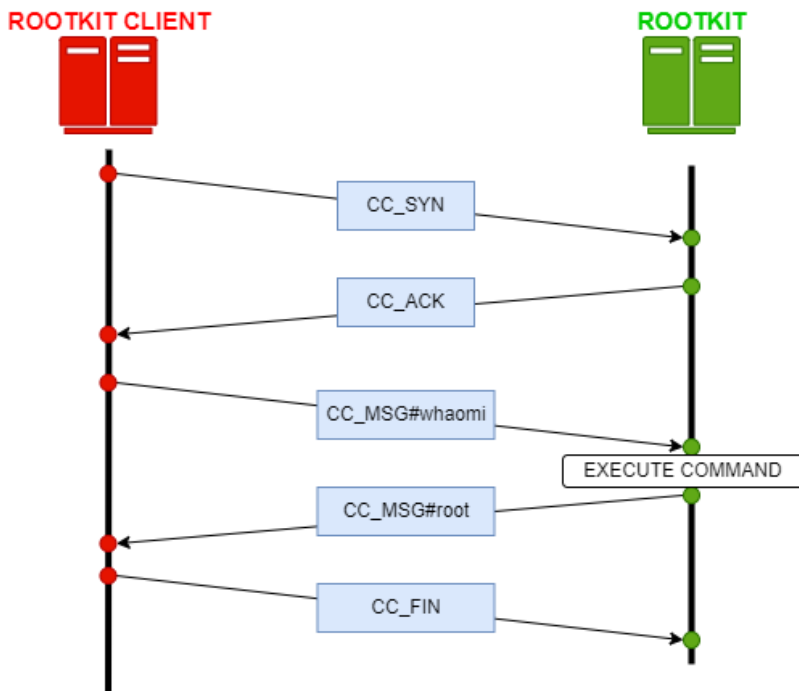 ROOTKIT CLIENT
ROOTKIT
CC_SYN
CC_ACK
CC_MSG#whaomi
EXECUTE COMMAND
CC_MSG#root
CC_FIN